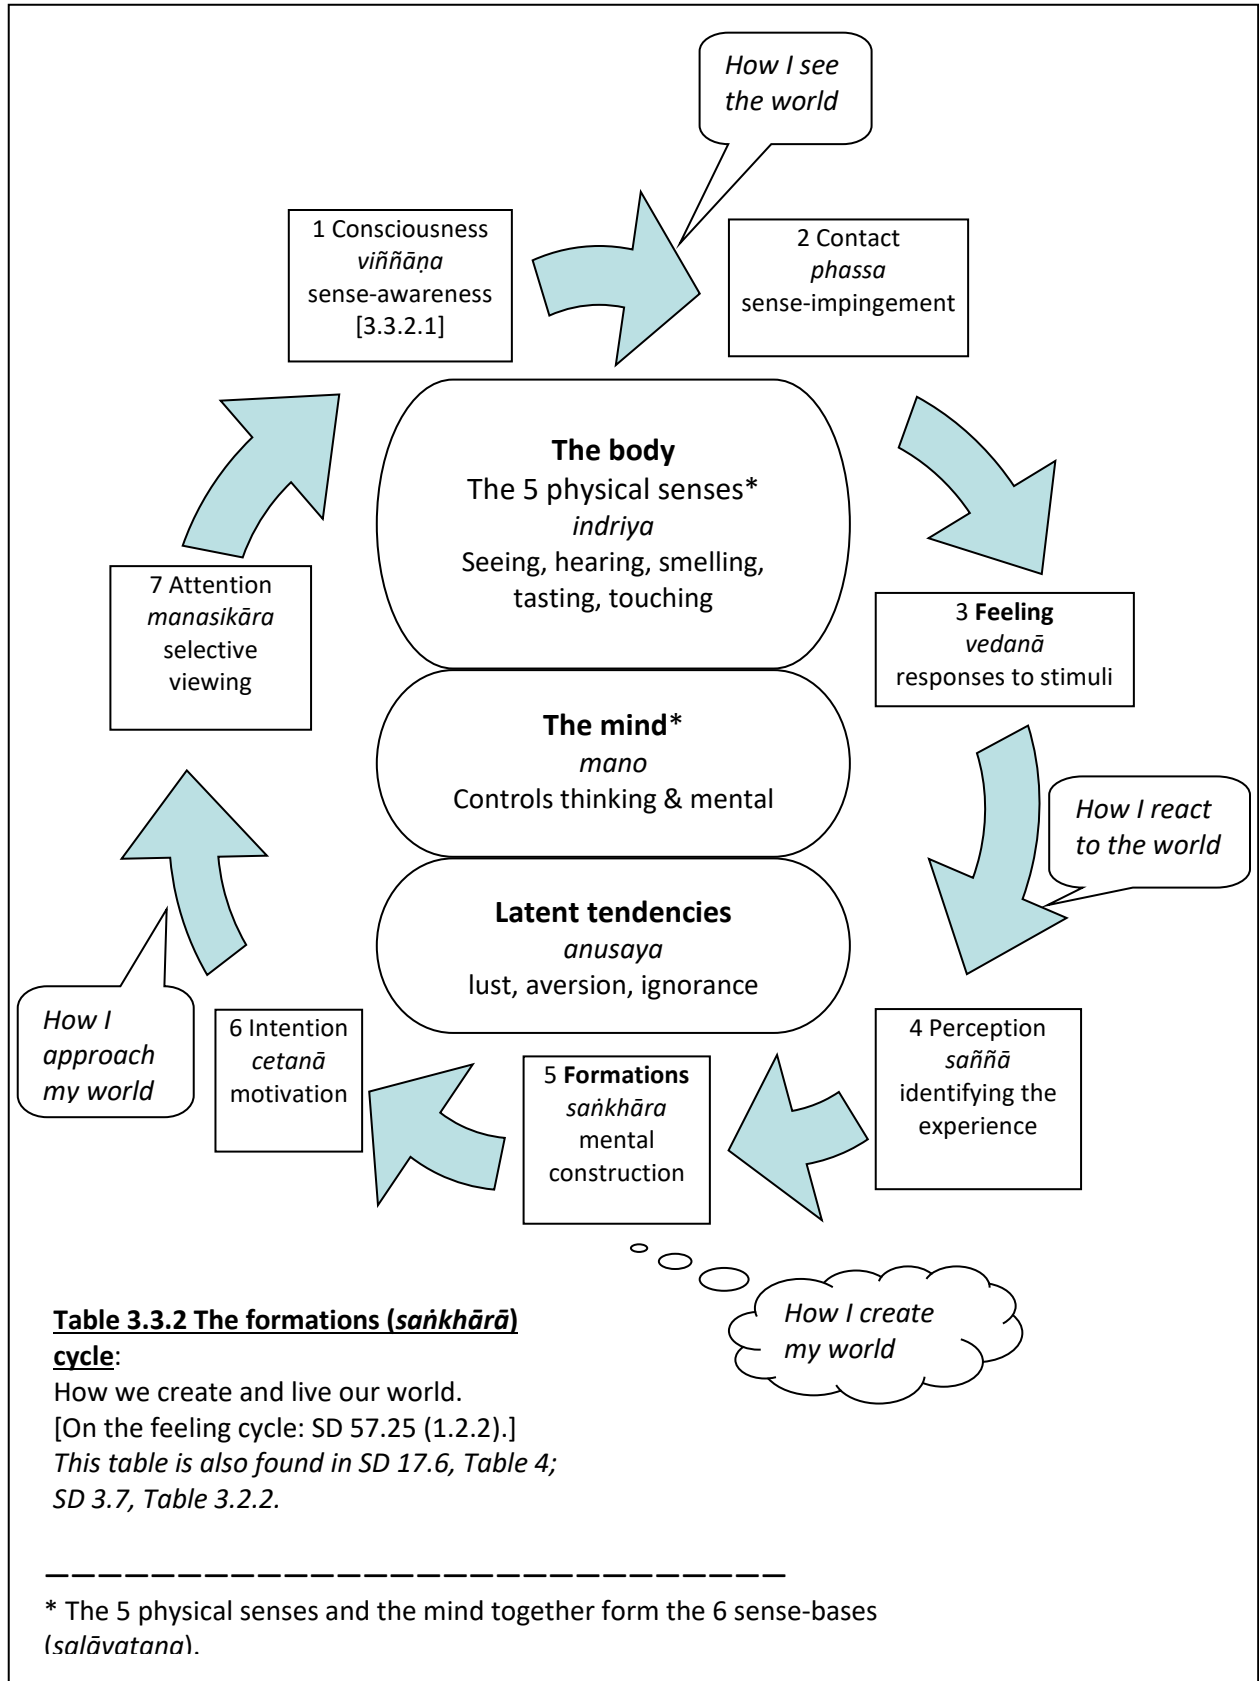 How I see
the world
1 Consciousness
viññāṇa
sense-awareness
[3.3.2.1]
2 Contact
phassa
sense-impingement
The body
The 5 physical senses*
indriya
Seeing, hearing, smelling,
tasting, touching
7 Attention
manasikāra
selective
viewing
3 Feeling
vedanā
responses to stimuli
The mind*
mano
Controls thinking & mental
How I react
to the world
Latent tendencies
anusaya
lust, aversion, ignorance
How I
approach
my world
6 Intention
cetanā
motivation
5 Formations
saṅkhāra
mental
construction
4 Perception
saññā
identifying the
experience
How I create
my world
Table 3.3.2 The formations (saṅkhārā)
cycle:
How we create and live our world.
[On the feeling cycle: SD 57.25 (1.2.2).]
This table is also found in SD 17.6, Table 4;
SD 3.7, Table 3.2.2.
* The 5 physical senses and the mind together form the 6 sense-bases
(saḷāyatana).